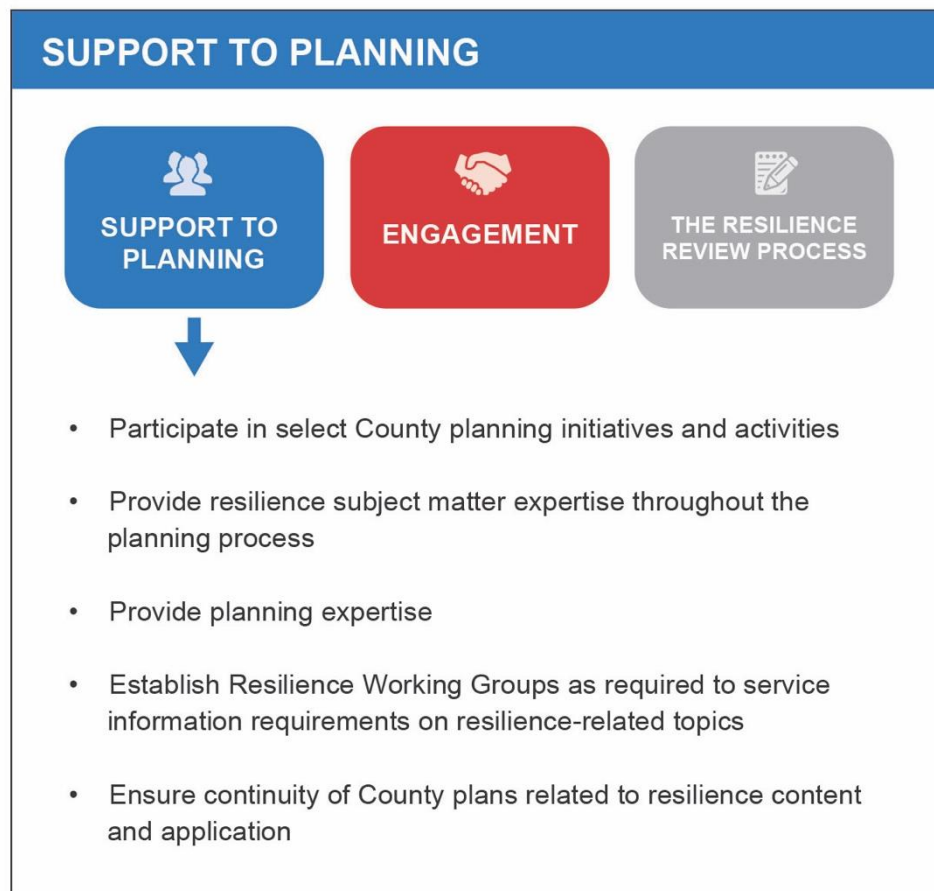 SUPPORT TO PLANNING
SUPPORT TO
PLANNING
ENGAGEMENT
THE RESILIENCE
REVIEW PROCESS
• Participate in select County planning initiatives and activities
• Provide resilience subject matter expertise throughout the
planning process
• Provide planning expertise
• Establish Resilience Working Groups as required to service
information requirements on resilience-related topics
• Ensure continuity of County plans related to resilience content
and application